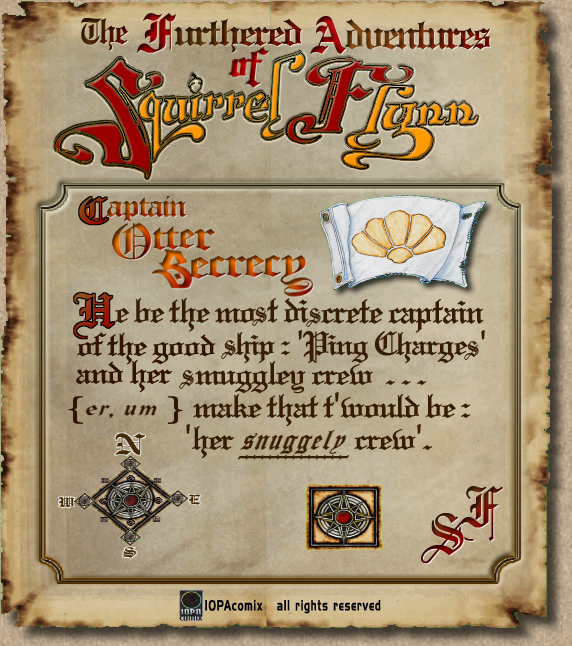 The Furthered Adventures
of
Squirrel Flynn
Captain
Otter
Secrecy
He be the most discrete captain
of the good ship : 'Ping Charges'
and her smuggley crew . . .
{er, um } make that t'would be :
'her snuggely crew'.
N
W E
S
SF
IOPA
COMIX
IOPAcomix all rights reserved